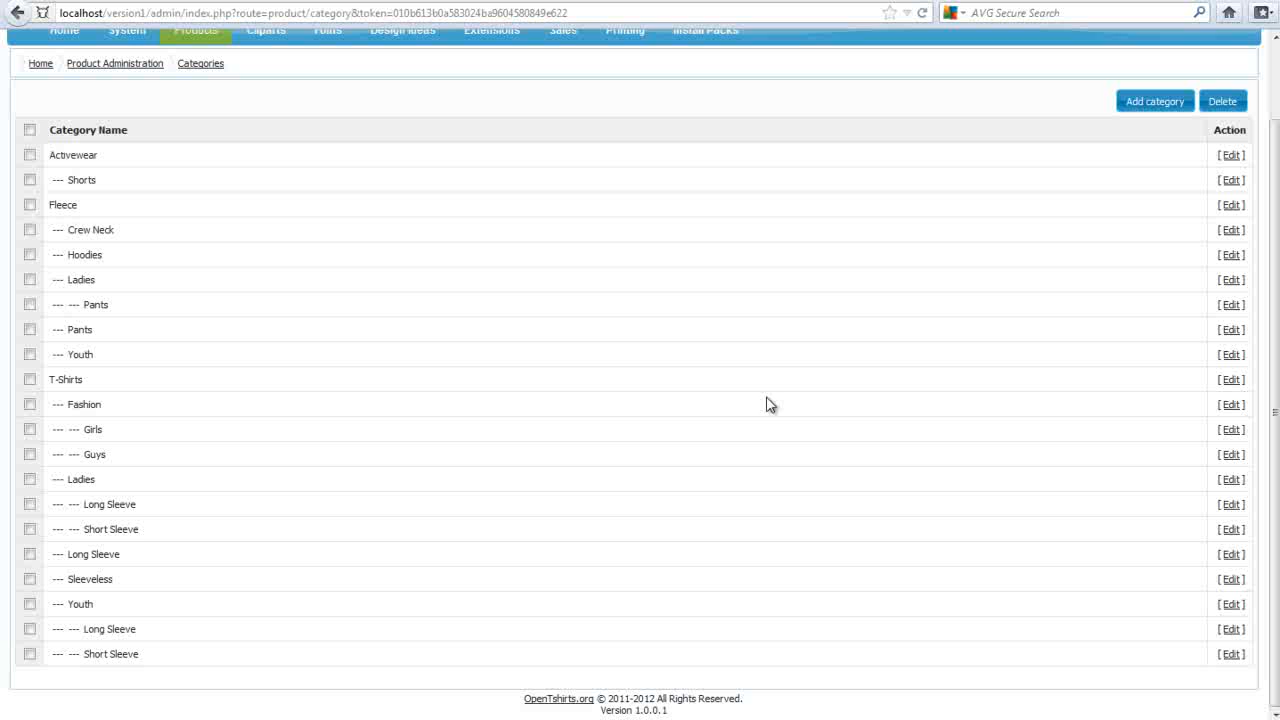 localhost/version1/admin/index.php?route=product/category&token=010b613b0a583024ba9604580849e622
AVG Secure Search
Home System Products Cliparts Fonts Design Ideas Extensions Sales Printing Install Packs
Home Product Administration Categories
Add category Delete
Category Name Action
Activewear [ Edit ]
--- Shorts [ Edit ]
Fleece [ Edit ]
--- Crew Neck [ Edit ]
--- Hoodies [ Edit ]
--- Ladies [ Edit ]
--- --- Pants [ Edit ]
--- Pants [ Edit ]
--- Youth [ Edit ]
T-Shirts [ Edit ]
--- Fashion [ Edit ]
--- --- Girls [ Edit ]
--- --- Guys [ Edit ]
--- Ladies [ Edit ]
--- --- Long Sleeve [ Edit ]
--- --- Short Sleeve [ Edit ]
--- Long Sleeve [ Edit ]
--- Sleeveless [ Edit ]
--- Youth [ Edit ]
--- --- Long Sleeve [ Edit ]
--- --- Short Sleeve [ Edit ]
OpenTshirts.org © 2011-2012 All Rights Reserved.
Version 1.0.0.1